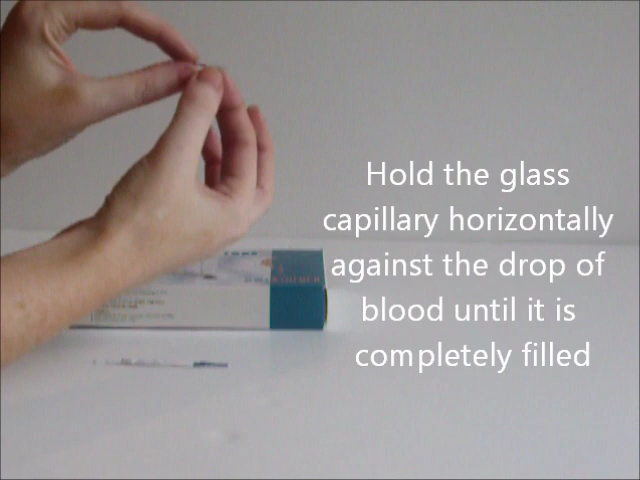 Hold the glass
capillary horizontally
against the drop of
blood until it is
completely filled